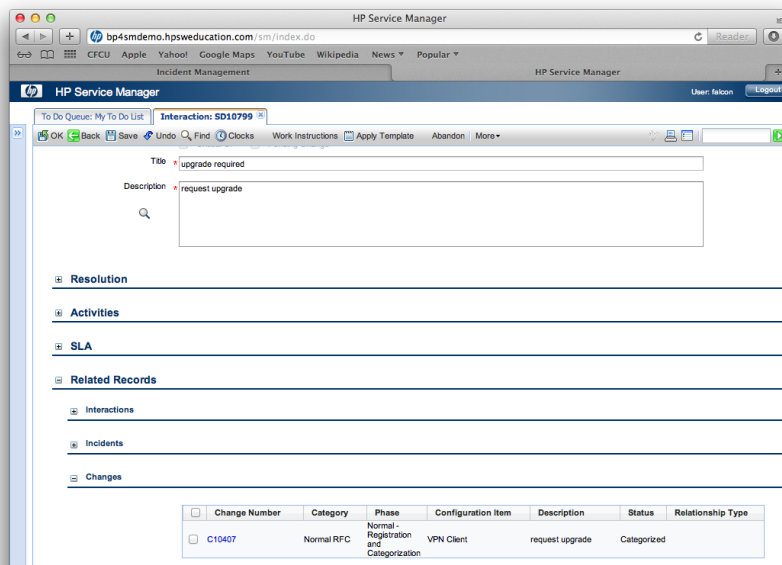 HP Service Manager
bp4smdemo.hpsweducation.com/sm/index.do
Reader
CFCU Apple Yahoo! Google Maps YouTube Wikipedia News Popular
Incident Management HP Service Manager
hp HP Service Manager User: falcon Logout
To Do Queue: My To Do List Interaction: SD10799
OK Back Save Undo Find Clocks Work Instructions Apply Template Abandon More
Title * upgrade required
Description * request upgrade
Resolution
Activities
SLA
Related Records
Interactions
Incidents
Changes
Change Number Category Phase Configuration Item Description Status Relationship Type
C10407 Normal RFC Normal - Registration and Categorization VPN Client request upgrade Categorized